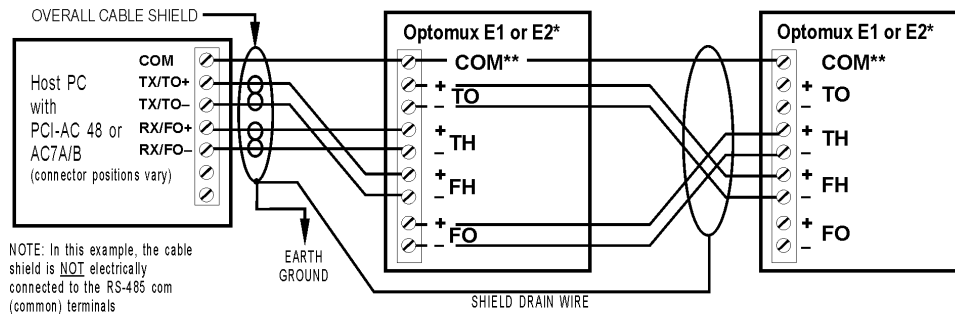 OVERALL CABLE SHIELD
Host PC
with
PCI-AC 48 or
AC7A/B
(connector positions vary)
COM
TX/TO+
TX/TO–
RX/FO+
RX/FO–
NOTE: In this example, the cable
shield is NOT electrically
connected to the RS-485 com
(common) terminals
EARTH
GROUND
SHIELD DRAIN WIRE
Optomux E1 or E2*
COM**
+ TO
–
+ TH
–
+ FH
–
+ FO
–
Optomux E1 or E2*
COM**
+ TO
–
+ TH
–
+ FH
–
+ FO
–